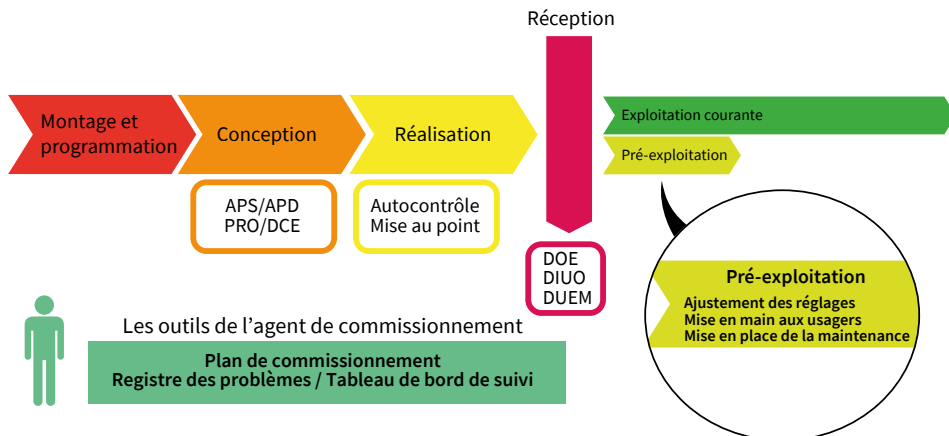 Réception
Montage et
programmation
Conception
Réalisation
Exploitation courante
Pré-exploitation
APS/APD
PRO/DCE
Autocontrôle
Mise au point
DOE
DIUO
DUEM
Pré-exploitation
Ajustement des réglages
Mise en main aux usagers
Mise en place de la maintenance
Les outils de l’agent de commissionnement
Plan de commissionnement
Registre des problèmes / Tableau de bord de suivi